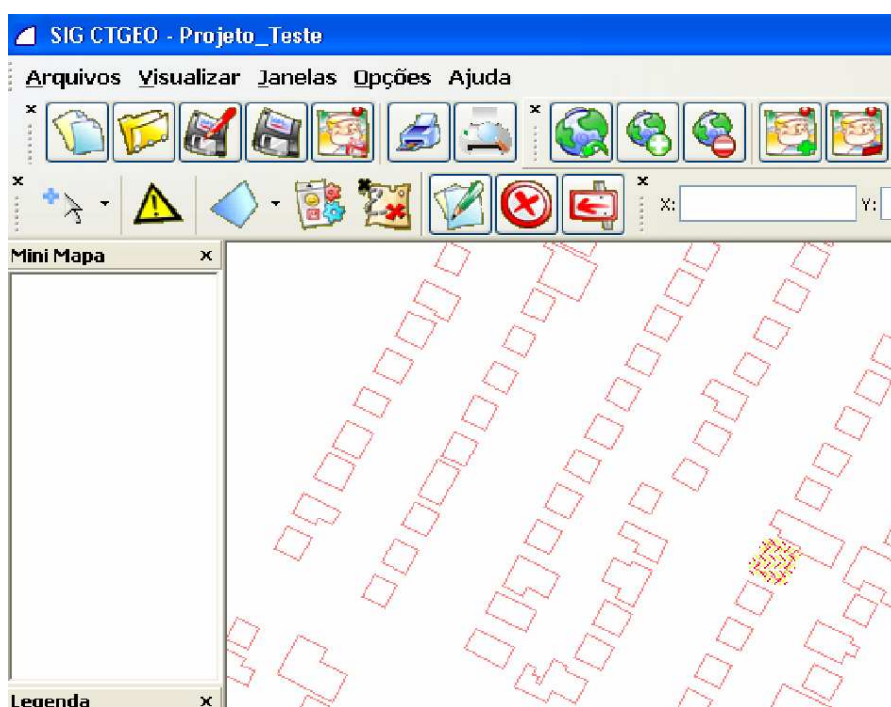 SIG CTGEO - Projeto_Teste
Arquivos Visualizar Janelas Opções Ajuda
X: Y:
Mini Mapa
Legenda